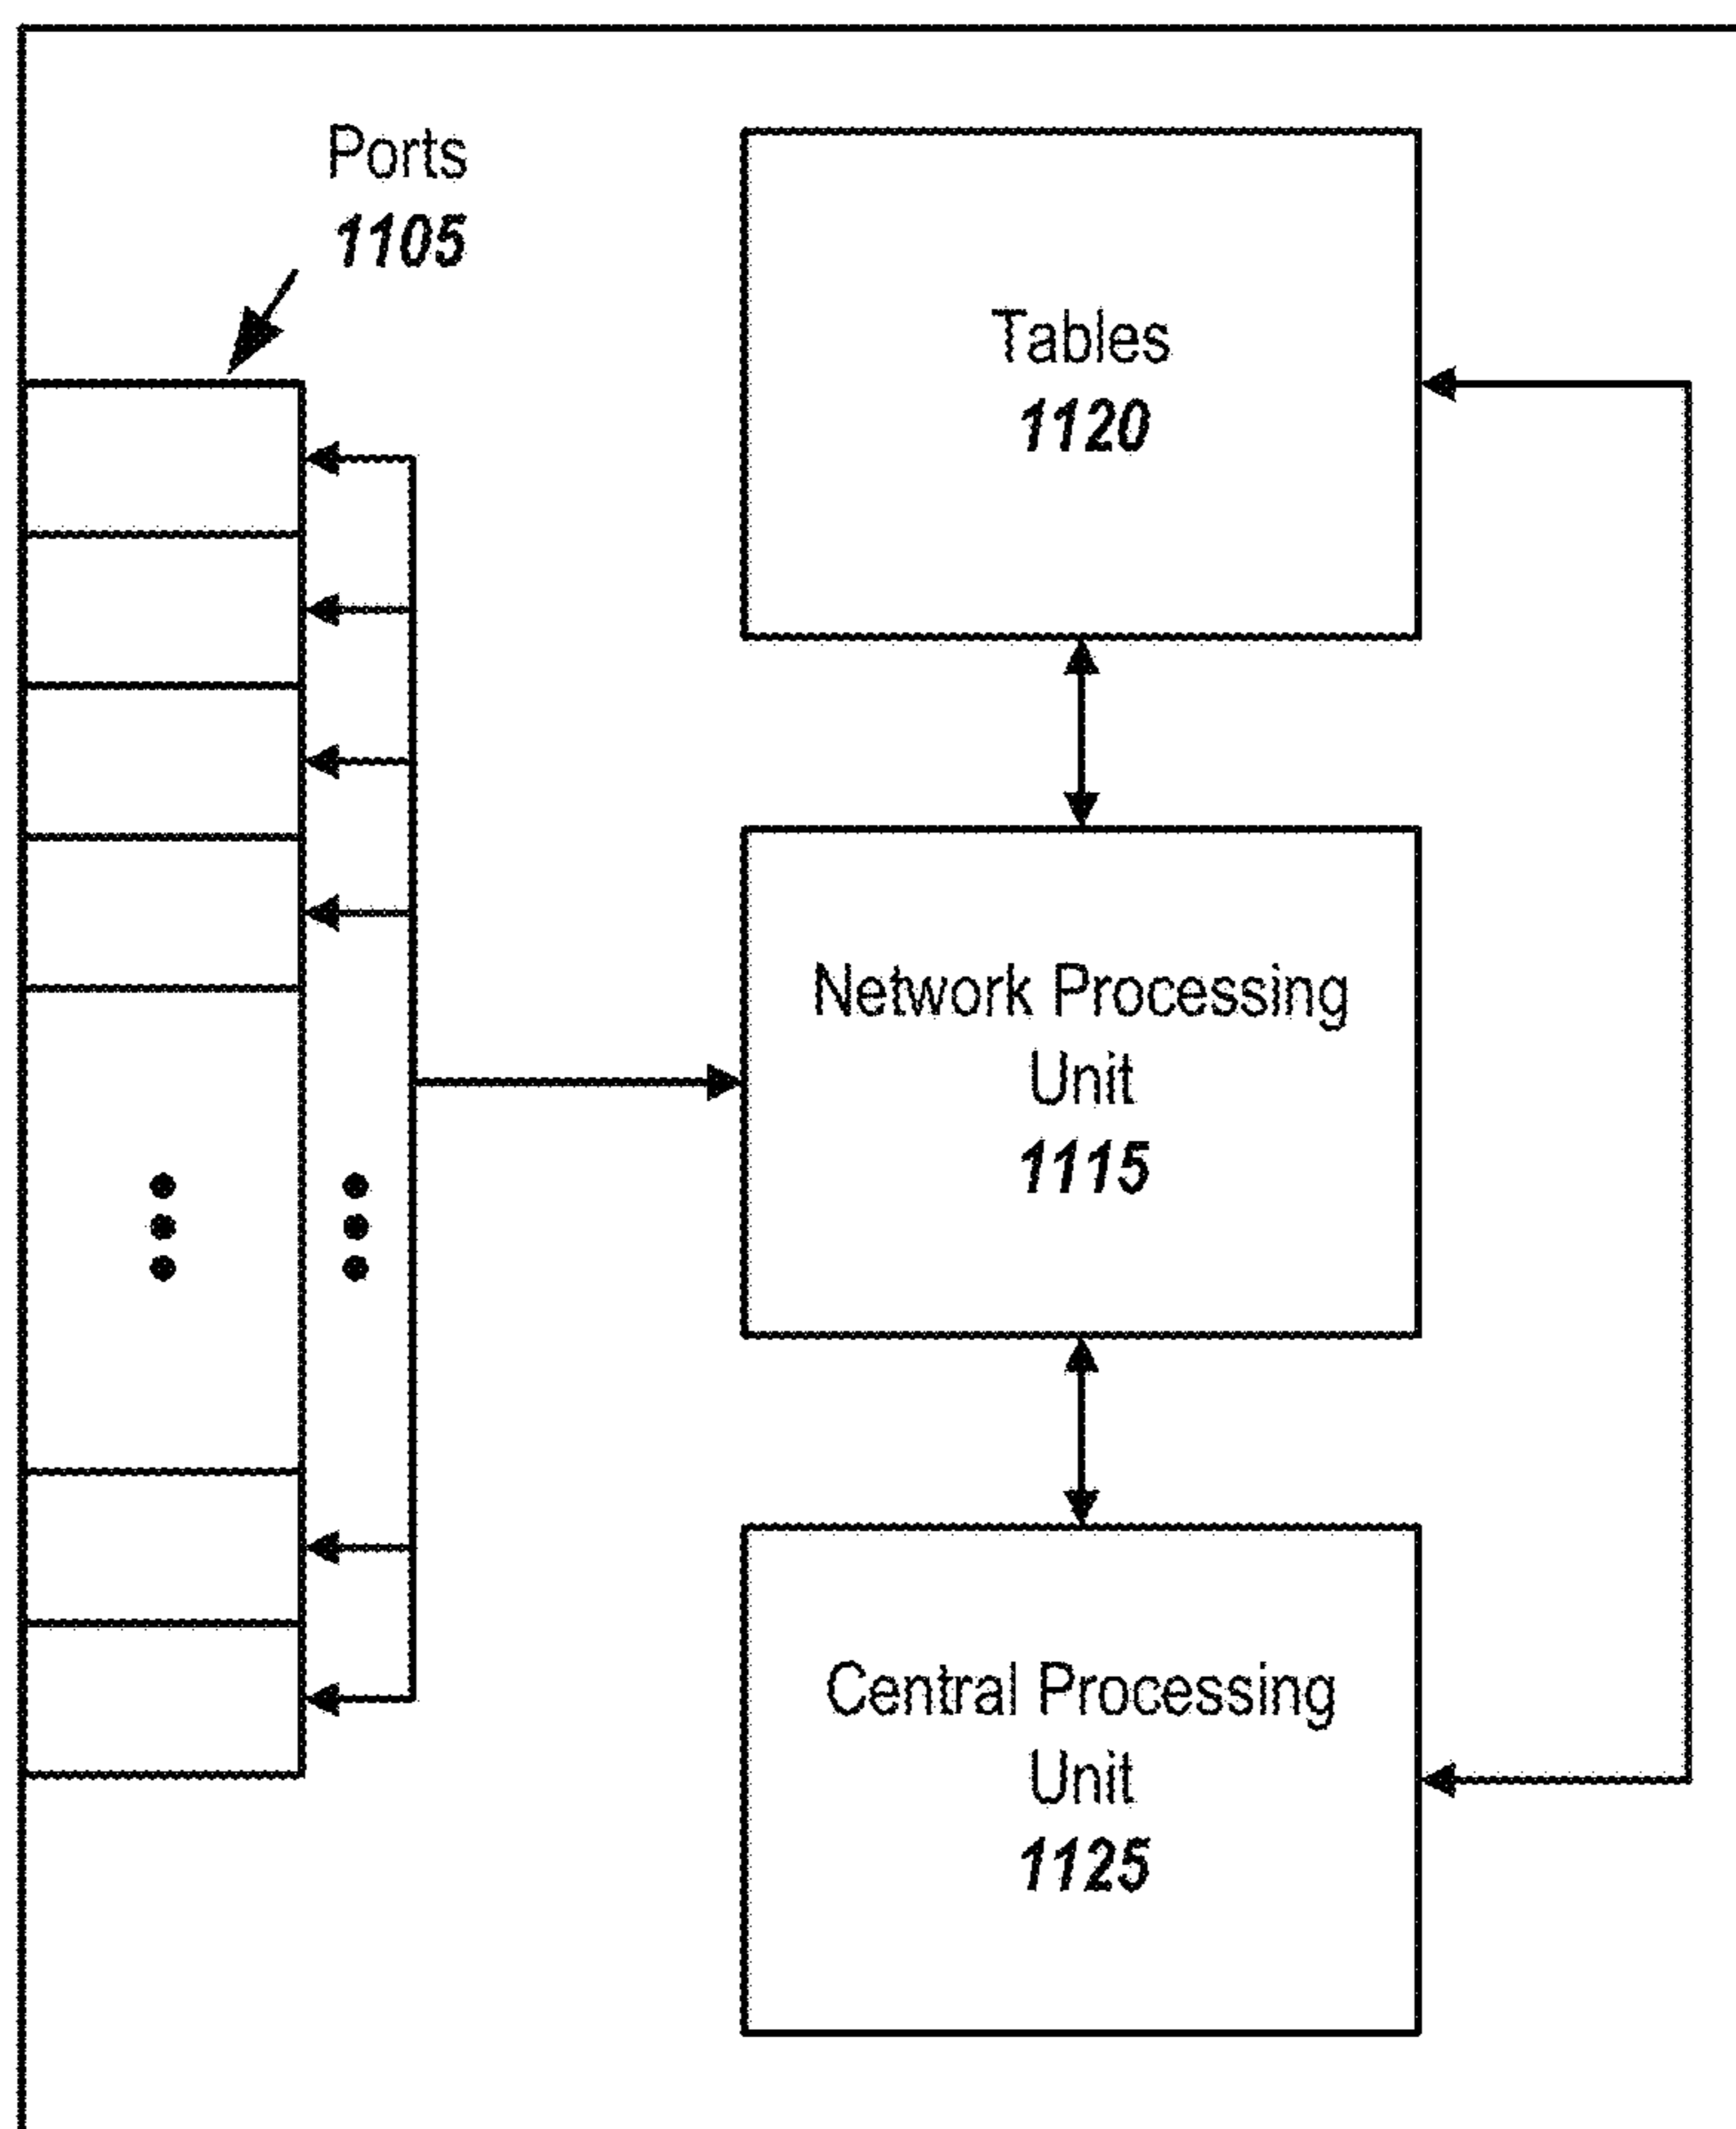 Ports
1105
Tables
1120
Network Processing
Unit
1115
Central Processing
Unit
1125